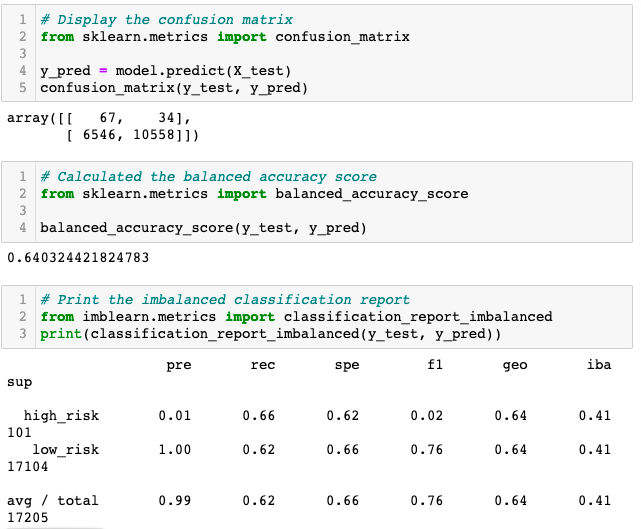 1 # Display the confusion matrix
2 from sklearn.metrics import confusion_matrix
3
4 y_pred = model.predict(X_test)
5 confusion_matrix(y_test, y_pred)
array([[   67,    34],
       [ 6546, 10558]])
1 # Calculated the balanced accuracy score
2 from sklearn.metrics import balanced_accuracy_score
3
4 balanced_accuracy_score(y_test, y_pred)
0.640324421824783
1 # Print the imbalanced classification report
2 from imblearn.metrics import classification_report_imbalanced
3 print(classification_report_imbalanced(y_test, y_pred))
                   pre       rec       spe        f1       geo       iba
sup
  high_risk       0.01      0.66      0.62      0.02      0.64      0.41
101
   low_risk       1.00      0.62      0.66      0.76      0.64      0.41
17104
avg / total       0.99      0.62      0.66      0.76      0.64      0.41
17205